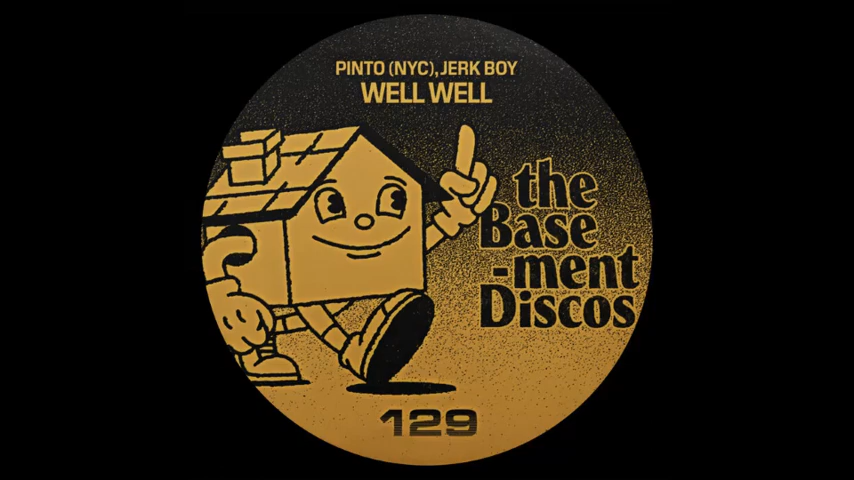 PINTO (NYC), JERK BOY
WELL WELL
the
Base
-ment
Discos
129